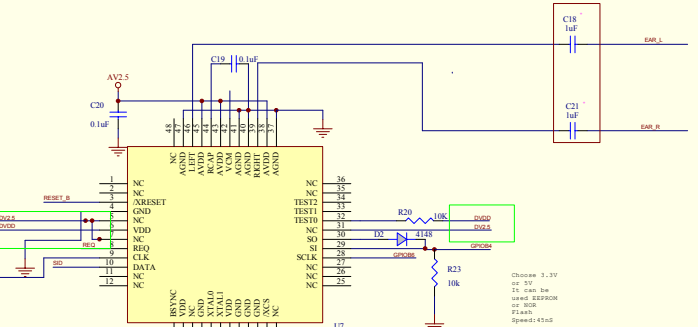 C18
1uF
EAR_L
C19
0.1uF
AV2.5
C20
0.1uF
C21
1uF
EAR_R
48 47 46 45 44 43 42 41 40 39 38 37
NC
AGND
LEFT
AVDD
RCAP
AVDD
VCM
AGND
AGND
RIGHT
AVDD
AGND
1 NC
2 NC
RESET_B 3 /XRESET
4 GND
DV2.5 5 NC
DVDD 6 VDD
7 NC
REQ 8 REQ
9 CLK
SID 10 DATA
11 NC
12 NC
NC 36
NC 35
TEST2 34
TEST1 33
TEST0 32
NC 31
SO 30
SI 29
SCLK 28
NC 27
NC 26
NC 25
R20
10K
DVDD
DV2.5
D2
4148
GPIOB4
GPIOB6
R23
10k
BSYNC
VDD
NC
GND
XTAL0
XTAL1
VDD
GND
GND
GND
/XCS
NC
U7
Choose 3.3V
or 5V
It can be
used EEPROM
or NOR
Flash
Speed:45nS